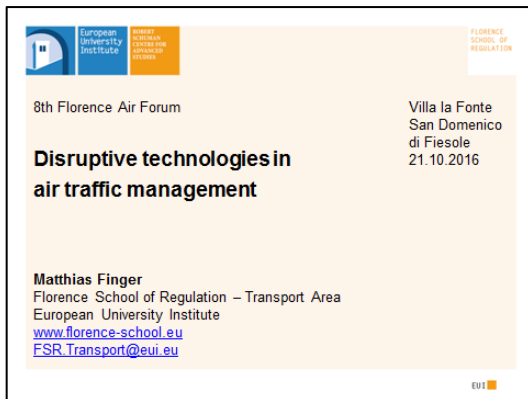 European
University
Institute
ROBERT
SCHUMAN
CENTRE FOR
ADVANCED
STUDIES
FLORENCE
SCHOOL OF
REGULATION
8th Florence Air Forum
Villa la Fonte
San Domenico
di Fiesole
21.10.2016
Disruptive technologies in
air traffic management
Matthias Finger
Florence School of Regulation – Transport Area
European University Institute
www.florence-school.eu
FSR.Transport@eui.eu
EUI